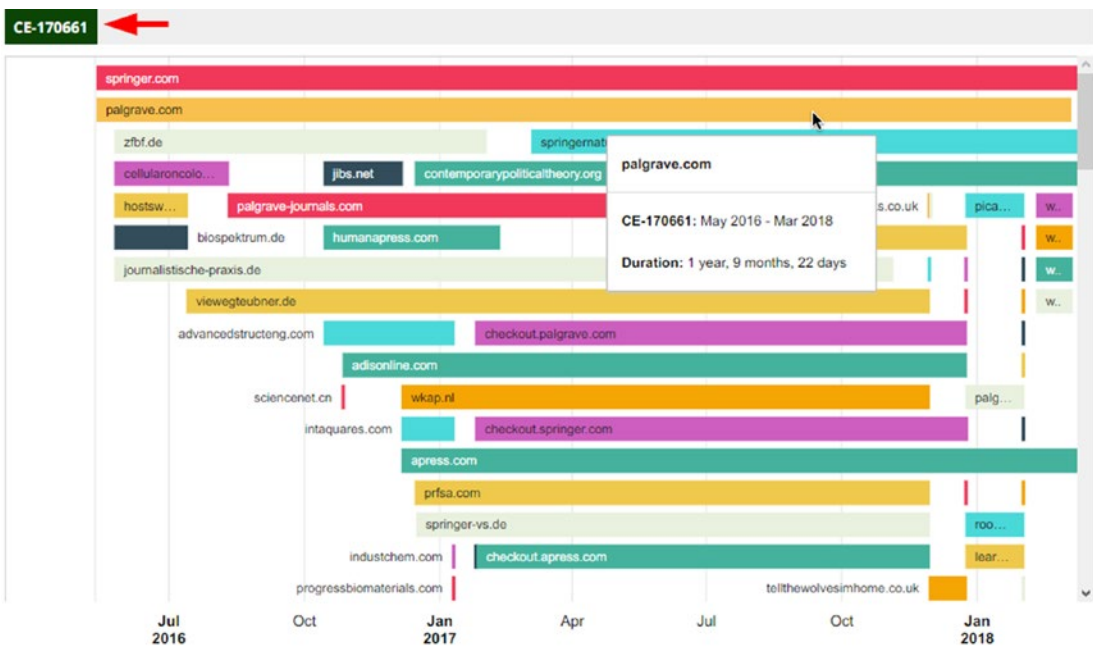 CE-170661
springer.com
palgrave.com
zfbf.de springernat
cellularoncolo... jibs.net contemporarypoliticaltheory.org
palgrave.com
hostsw... palgrave-journals.com s.co.uk pica... w..
CE-170661: May 2016 - Mar 2018
biospektrum.de humanapress.com w..
Duration: 1 year, 9 months, 22 days
journalistische-praxis.de w..
viewegteubner.de w..
advancedstructeng.com checkout.palgrave.com
adisonline.com
sciencenet.cn wkap.nl palg...
intaquares.com checkout.springer.com
apress.com
prfsa.com
springer-vs.de roo...
industchem.com checkout.apress.com lear...
progressbiomaterials.com tellthewolvesimhome.co.uk
Jul Oct Jan Apr Jul Oct Jan
2016 2017 2018